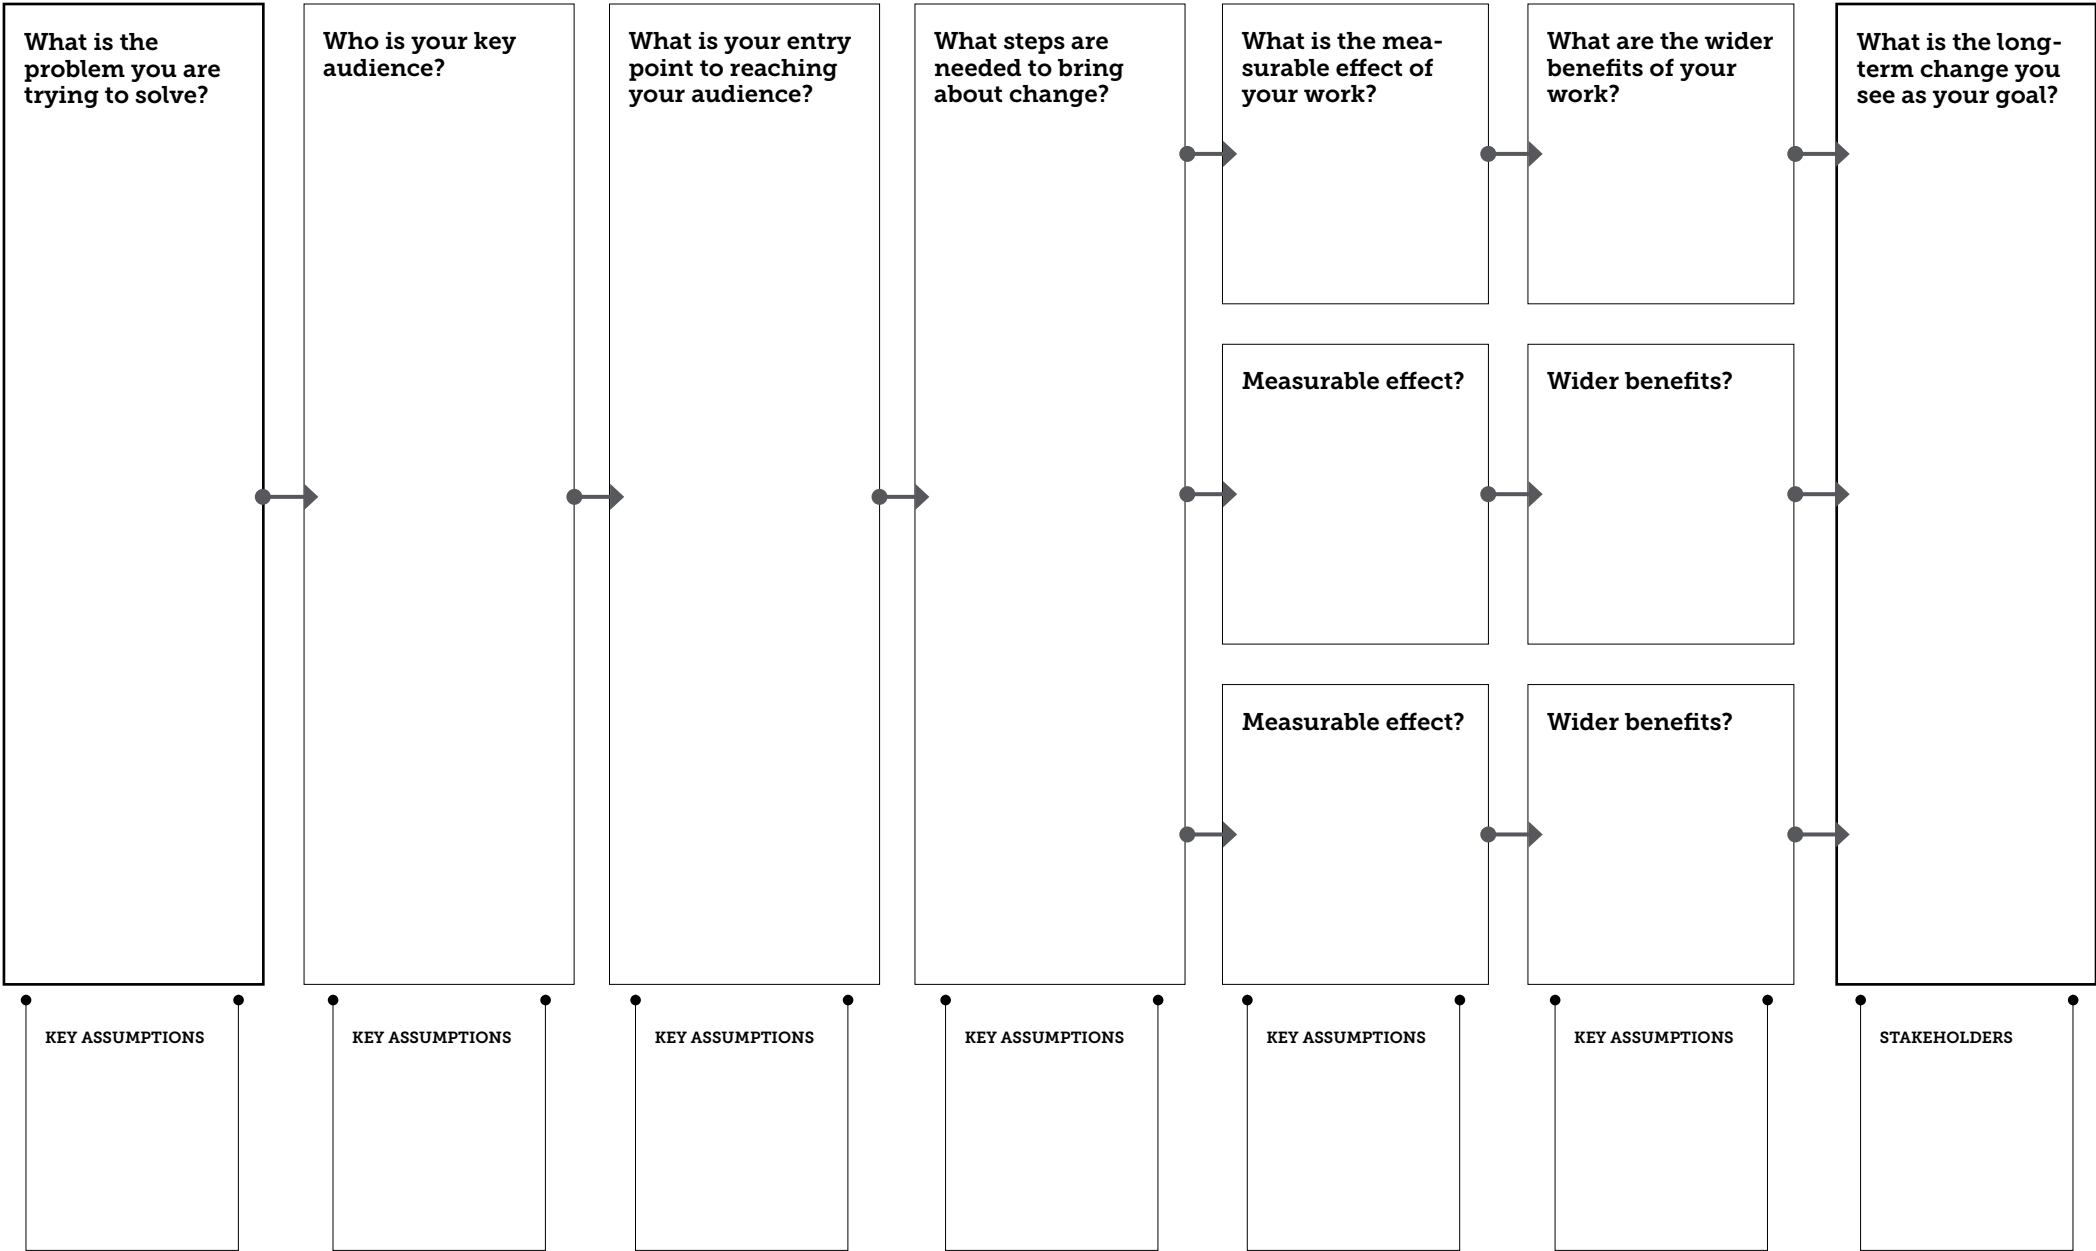 What is the
problem you are
trying to solve?
Who is your key
audience?
What is your entry
point to reaching
your audience?
What steps are
needed to bring
about change?
What is the mea-
surable effect of
your work?
What are the wider
benefits of your
work?
What is the long-
term change you
see as your goal?
Measurable effect?
Wider benefits?
Measurable effect?
Wider benefits?
KEY ASSUMPTIONS
KEY ASSUMPTIONS
KEY ASSUMPTIONS
KEY ASSUMPTIONS
KEY ASSUMPTIONS
KEY ASSUMPTIONS
STAKEHOLDERS